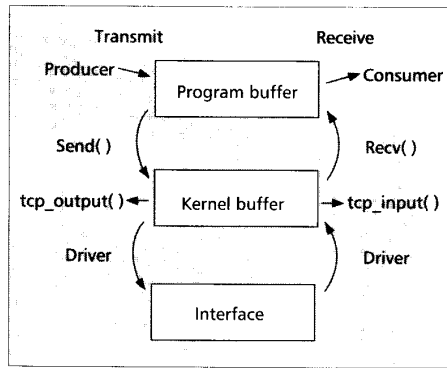 Transmit Receive
Producer Consumer
Program buffer
Send() Recv()
tcp_output() Kernel buffer tcp_input()
Driver Driver
Interface